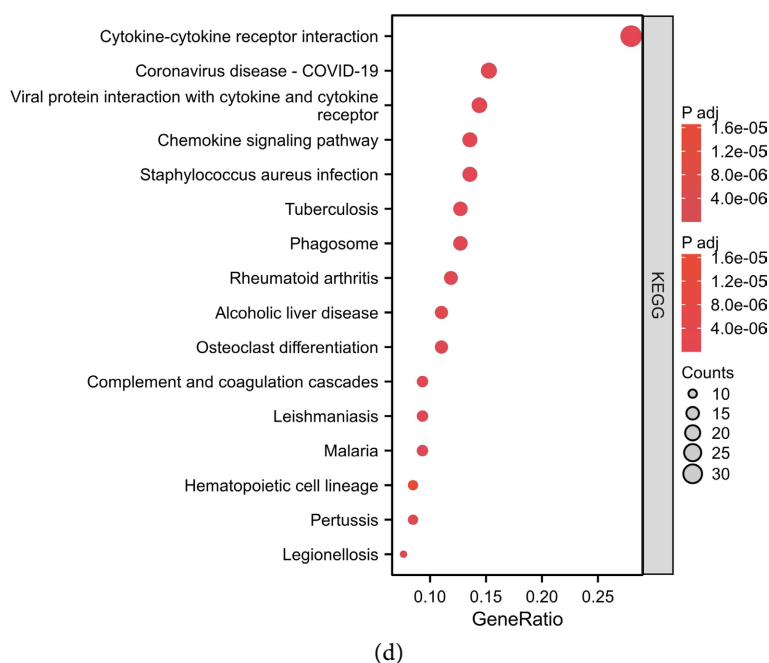 Cytokine-cytokine receptor interaction
Coronavirus disease - COVID-19
Viral protein interaction with cytokine and cytokine
receptor
Chemokine signaling pathway
Staphylococcus aureus infection
Tuberculosis
Phagosome
Rheumatoid arthritis
Alcoholic liver disease
Osteoclast differentiation
Complement and coagulation cascades
Leishmaniasis
Malaria
Hematopoietic cell lineage
Pertussis
Legionellosis
0.10 0.15 0.20 0.25
GeneRatio
KEGG
P adj
1.6e-05
1.2e-05
8.0e-06
4.0e-06
P adj
1.6e-05
1.2e-05
8.0e-06
4.0e-06
Counts
10
15
20
25
30
(d)